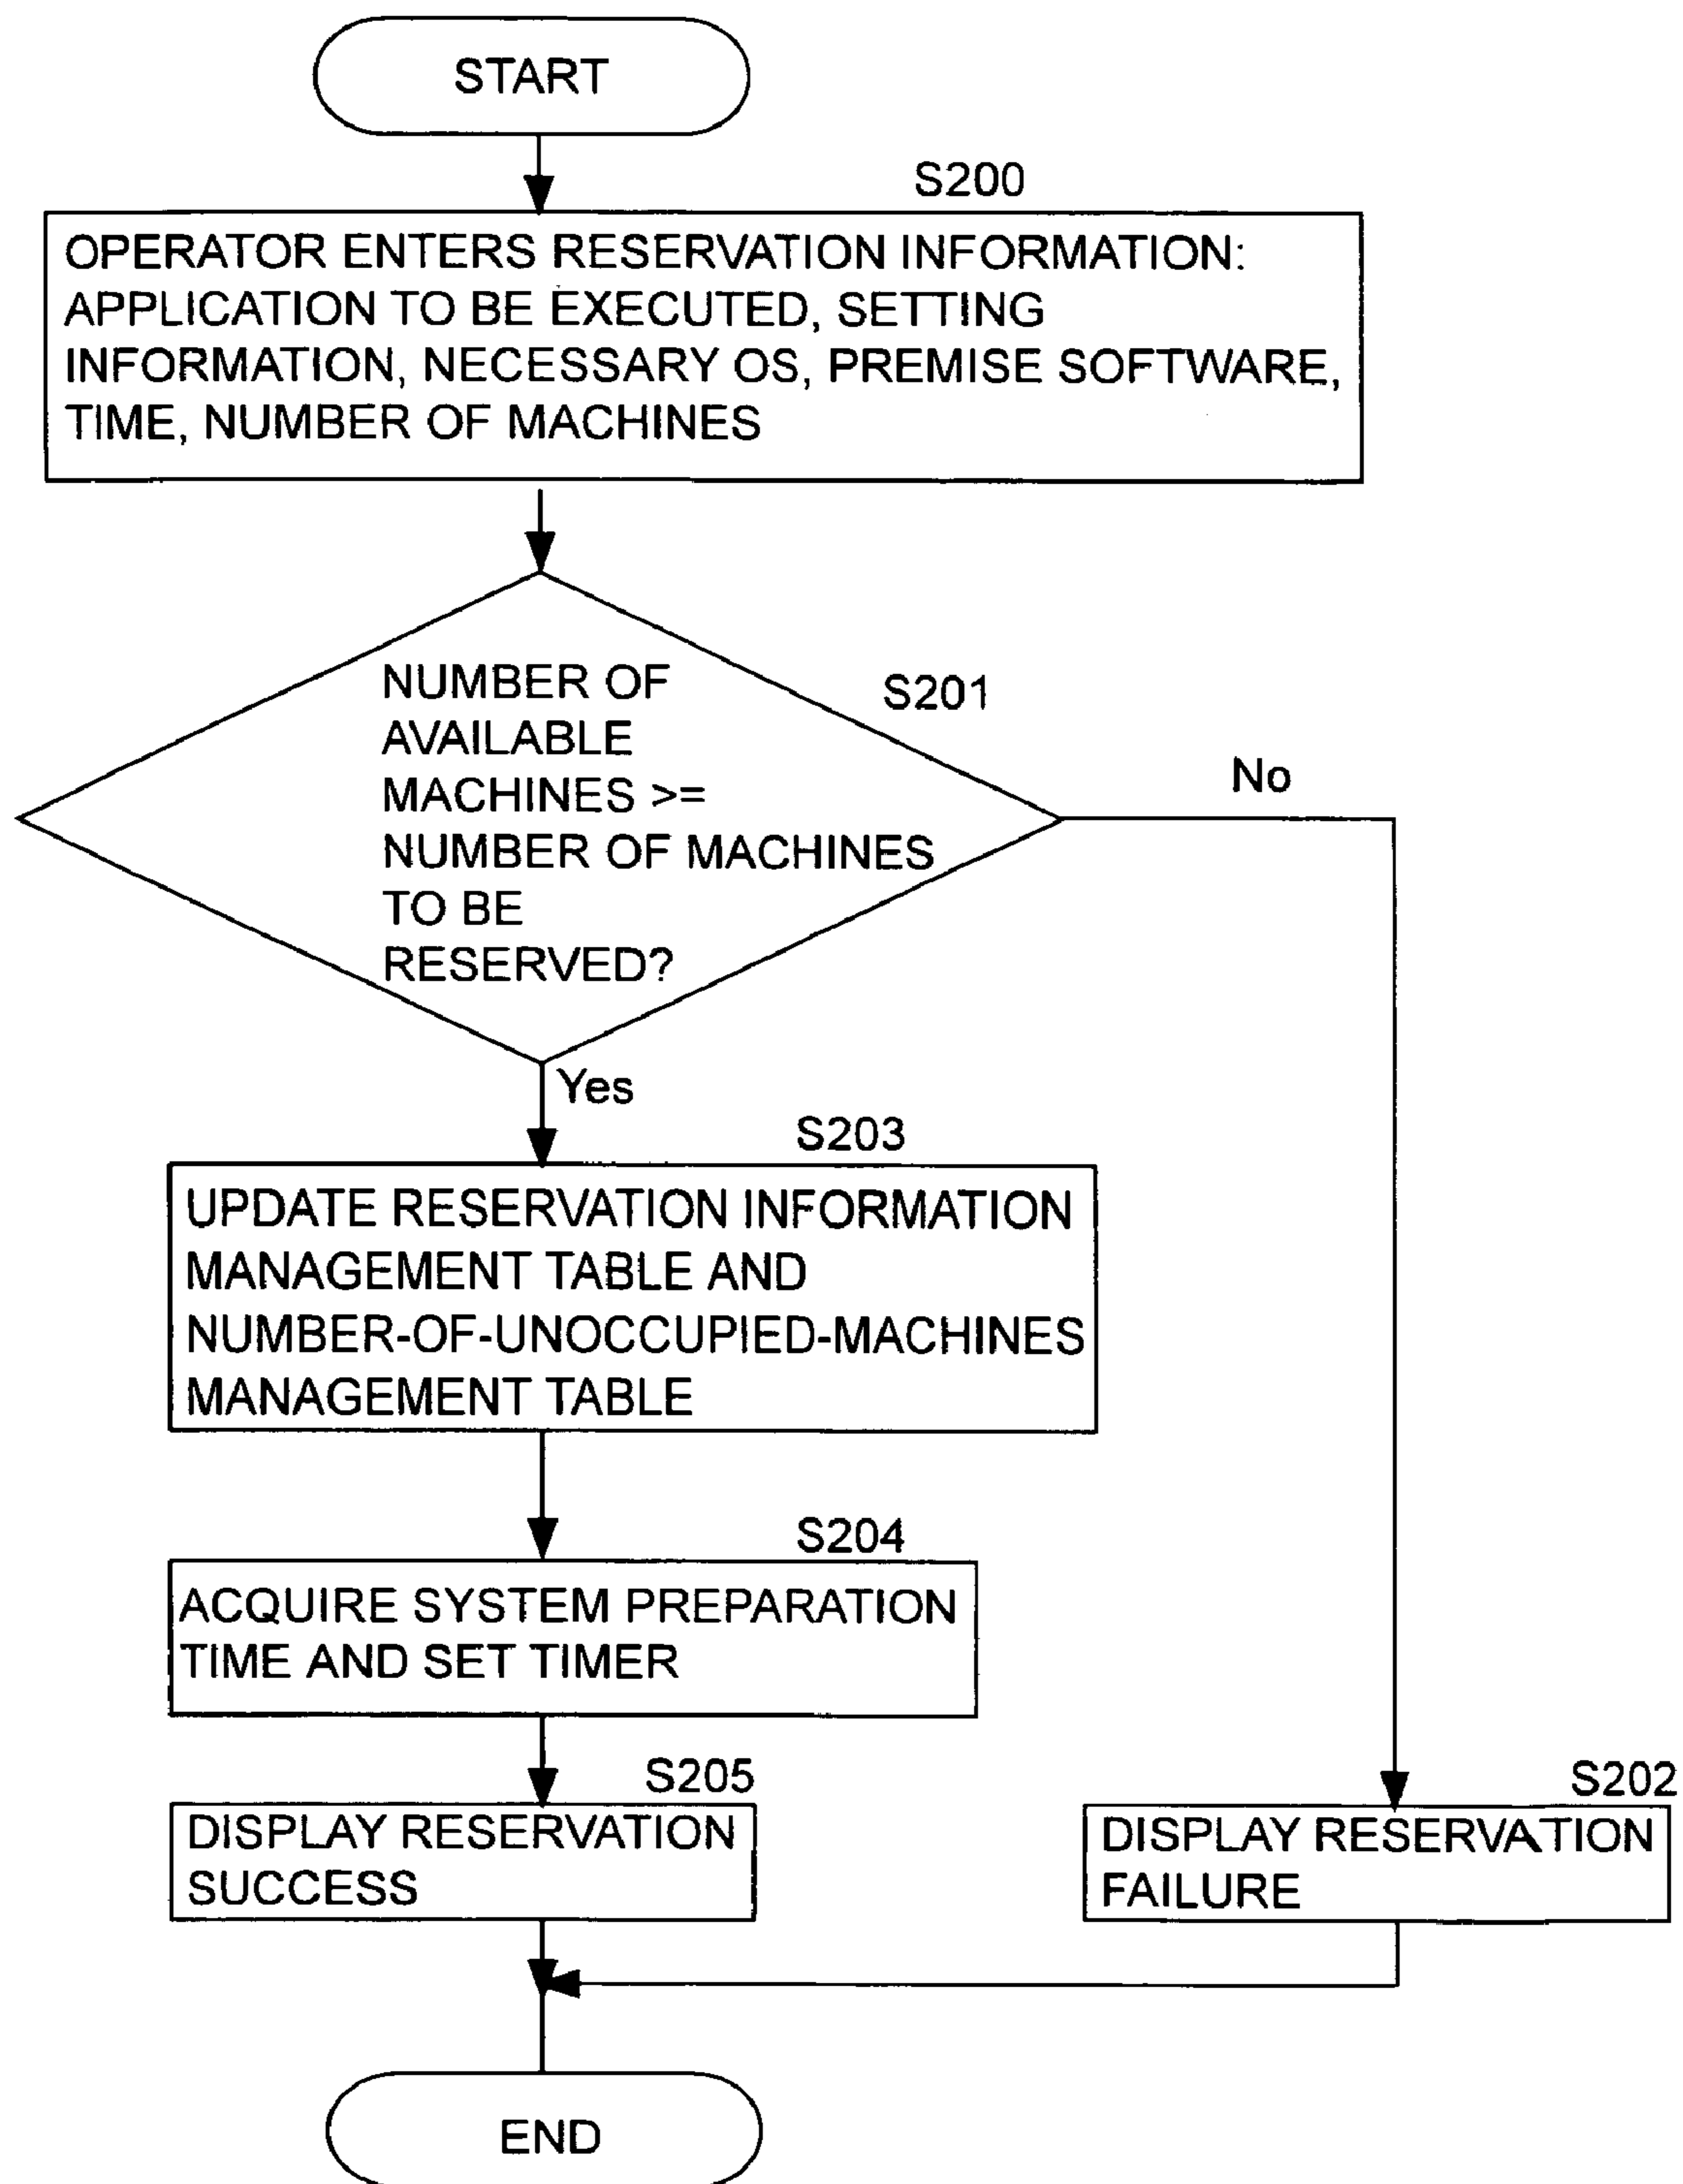 START
S200
OPERATOR ENTERS RESERVATION INFORMATION:
APPLICATION TO BE EXECUTED, SETTING
INFORMATION, NECESSARY OS, PREMISE SOFTWARE,
TIME, NUMBER OF MACHINES
S201
NUMBER OF
AVAILABLE
MACHINES >=
NUMBER OF MACHINES
TO BE
RESERVED?
No
Yes
S203
UPDATE RESERVATION INFORMATION
MANAGEMENT TABLE AND
NUMBER-OF-UNOCCUPIED-MACHINES
MANAGEMENT TABLE
S204
ACQUIRE SYSTEM PREPARATION
TIME AND SET TIMER
S205
DISPLAY RESERVATION
SUCCESS
S202
DISPLAY RESERVATION
FAILURE
END